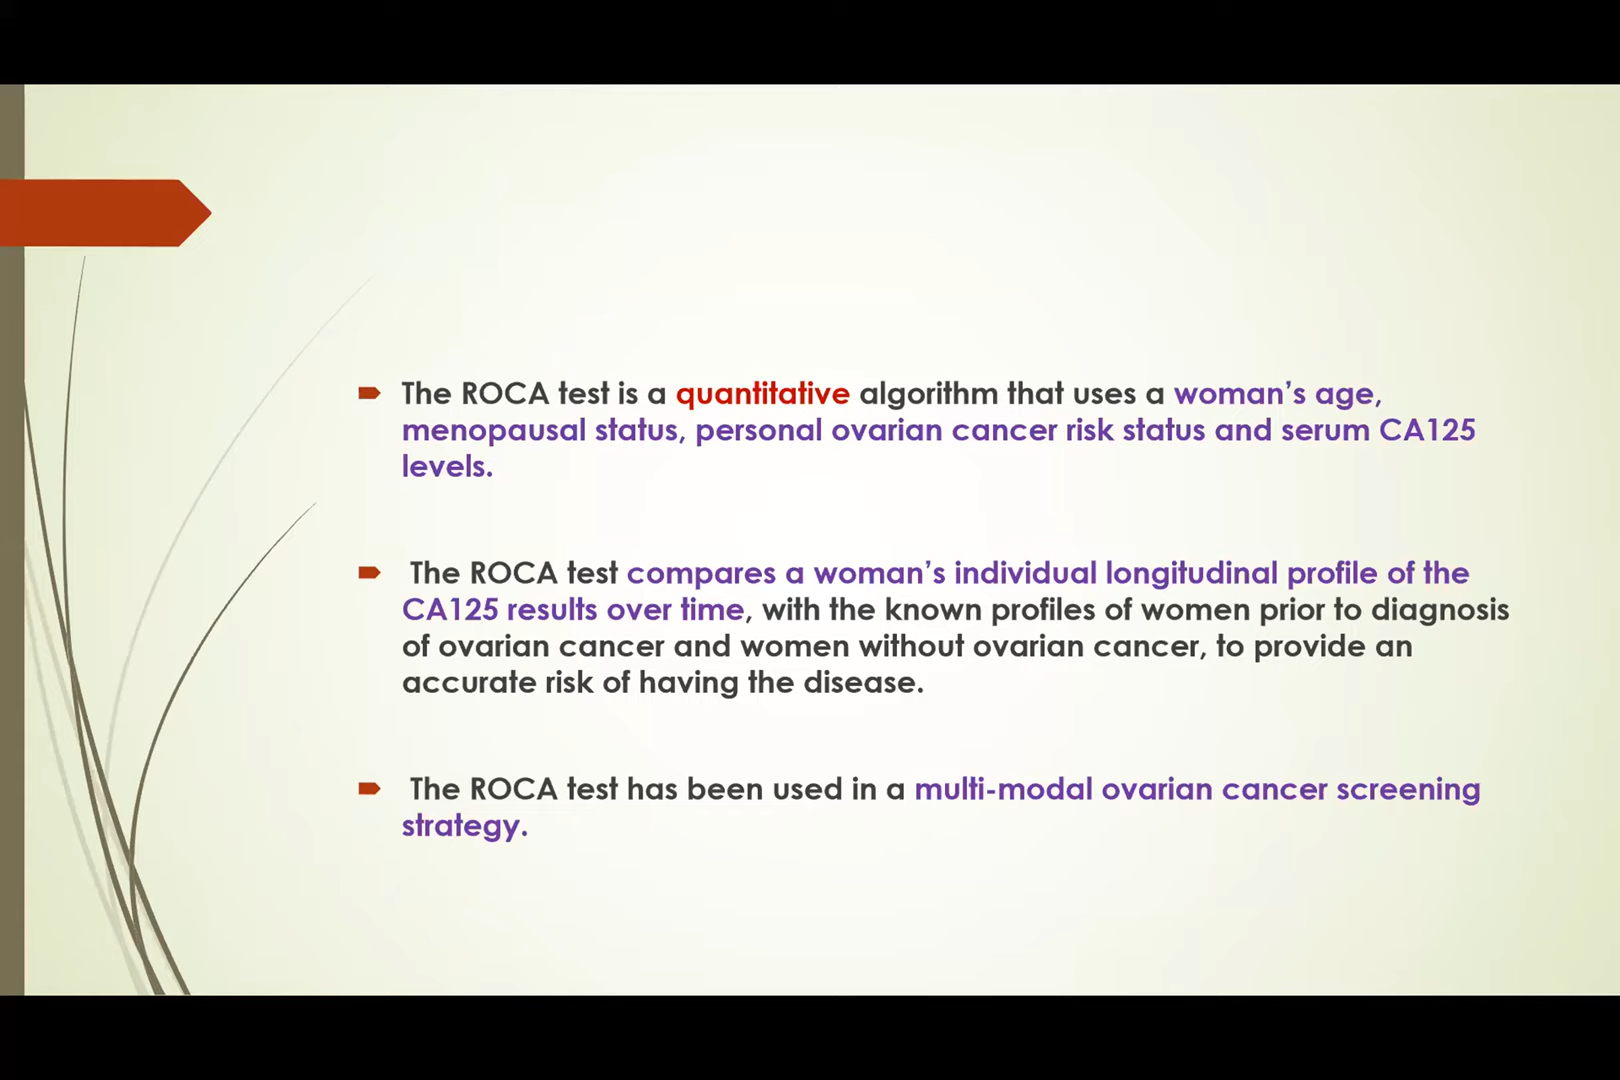 The ROCA test is a quantitative algorithm that uses a woman’s age,
menopausal status, personal ovarian cancer risk status and serum CA125
levels.
The ROCA test compares a woman’s individual longitudinal profile of the
CA125 results over time, with the known profiles of women prior to diagnosis
of ovarian cancer and women without ovarian cancer, to provide an
accurate risk of having the disease.
The ROCA test has been used in a multi-modal ovarian cancer screening
strategy.